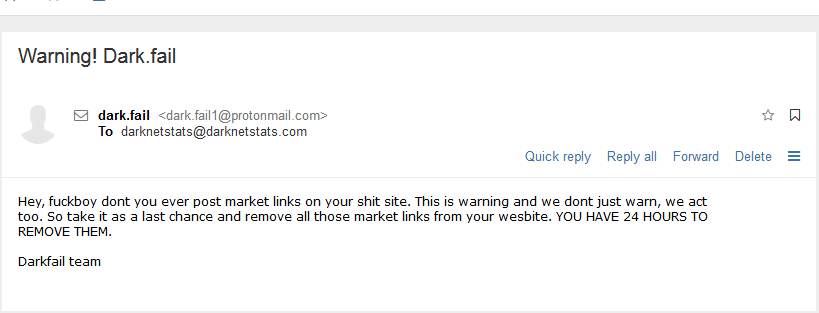 Warning! Dark.fail
dark.fail <dark.fail1@protonmail.com>
To darknetstats@darknetstats.com
Quick reply Reply all Forward Delete
Hey, fuckboy dont you ever post market links on your shit site. This is warning and we dont just warn, we act
too. So take it as a last chance and remove all those market links from your wesbite. YOU HAVE 24 HOURS TO
REMOVE THEM.
Darkfail team